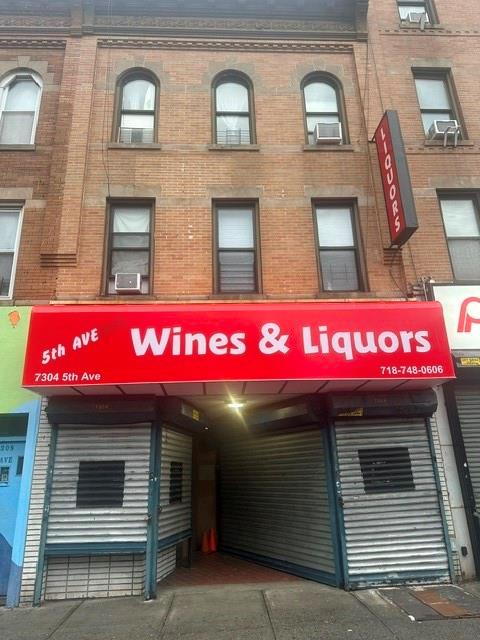 LIQUORS
5th AVE
Wines & Liquors
7304 5th Ave
718-748-0606